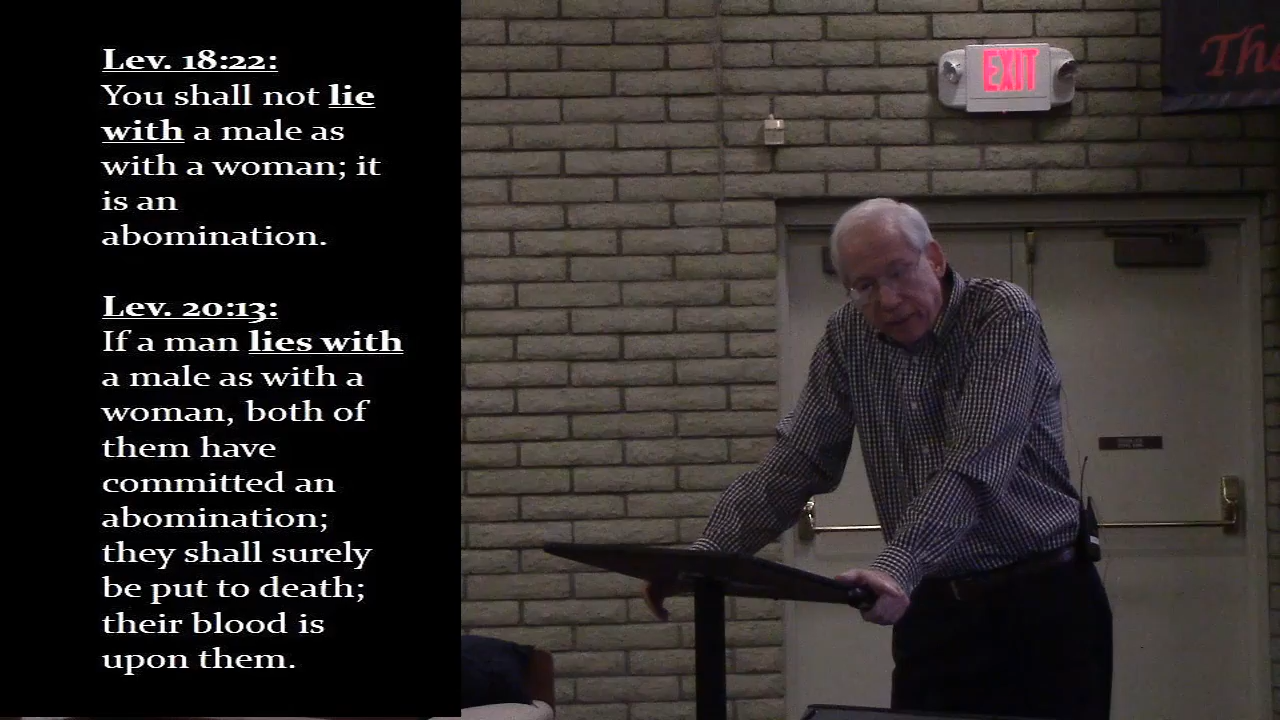 Lev. 18:22:
You shall not lie
with a male as
with a woman; it
is an
abomination.
Lev. 20:13:
If a man lies with
a male as with a
woman, both of
them have
committed an
abomination;
they shall surely
be put to death;
their blood is
upon them.
EXIT